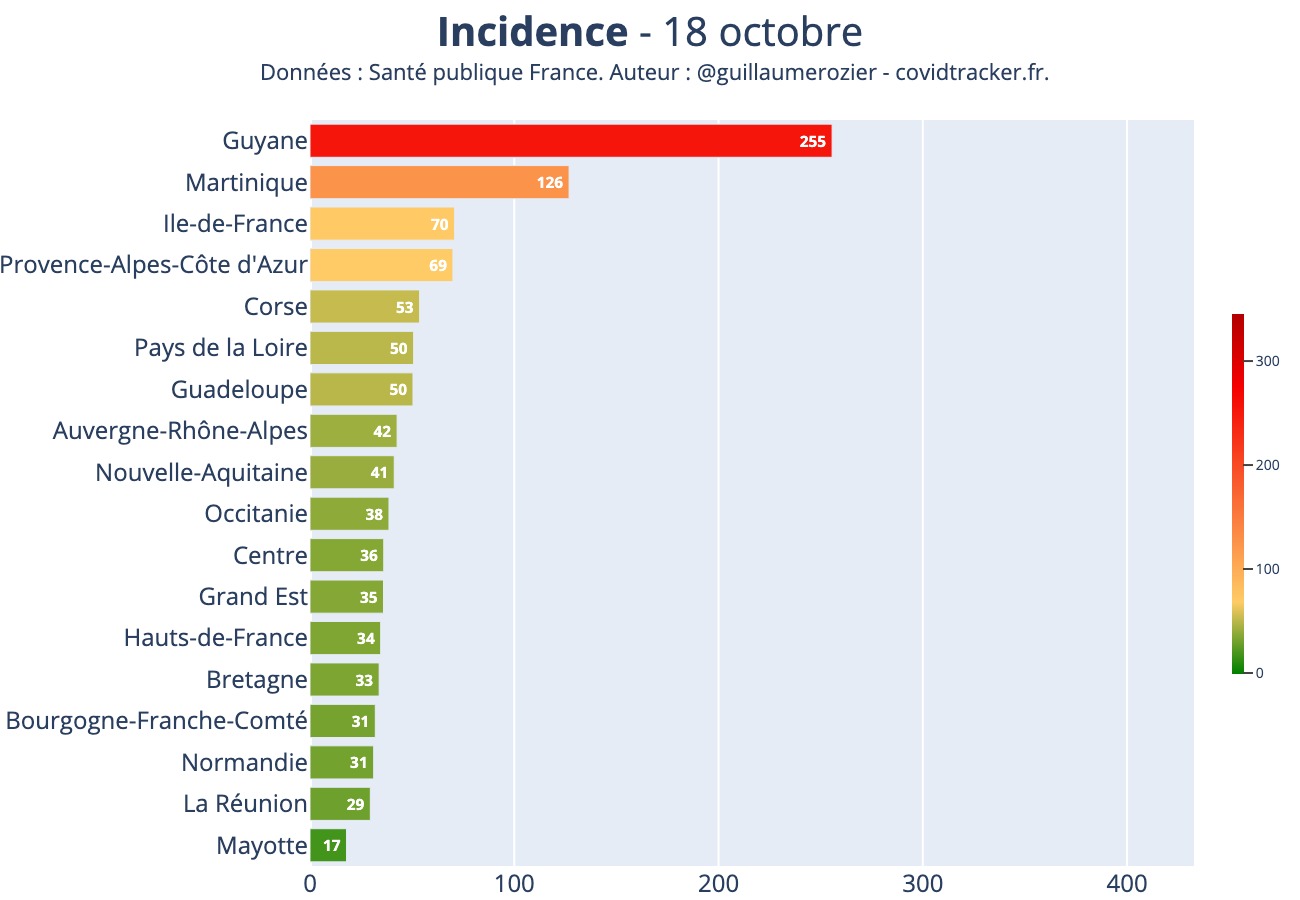 Incidence - 18 octobre
Données : Santé publique France. Auteur : @guillaumerozier - covidtracker.fr.
Guyane 255
Martinique 126
Ile-de-France 70
Provence-Alpes-Côte d'Azur 69
Corse 53
Pays de la Loire 50
Guadeloupe 50
Auvergne-Rhône-Alpes 42
Nouvelle-Aquitaine 41
Occitanie 38
Centre 36
Grand Est 35
Hauts-de-France 34
Bretagne 33
Bourgogne-Franche-Comté 31
Normandie 31
La Réunion 29
Mayotte 17
0 100 200 300 400
300
200
100
0